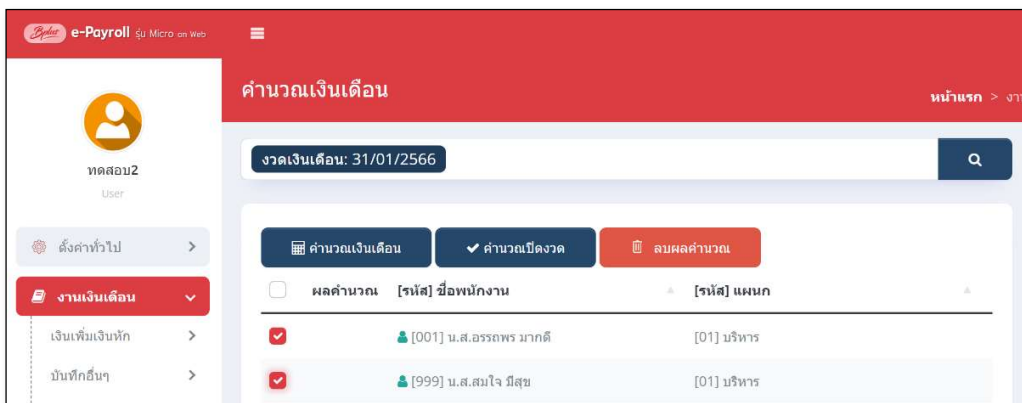 Bplus e-Payroll รุ่น Micro on Web
คำนวณเงินเดือน
หน้าแรก >
งวดเงินเดือน: 31/01/2566
ทดสอบ2
User
ตั้งค่าทั่วไป
คำนวณเงินเดือน คำนวณปิดงวด ลบผลคำนวณ
งานเงินเดือน
ผลคำนวณ [รหัส] ชื่อพนักงาน [รหัส] แผนก
เงินเพิ่มเงินหัก
[001] น.ส.อรรถพร มากดี [01] บริหาร
บันทึกอื่นๆ
[999] น.ส.สมใจ มีสุข [01] บริหาร